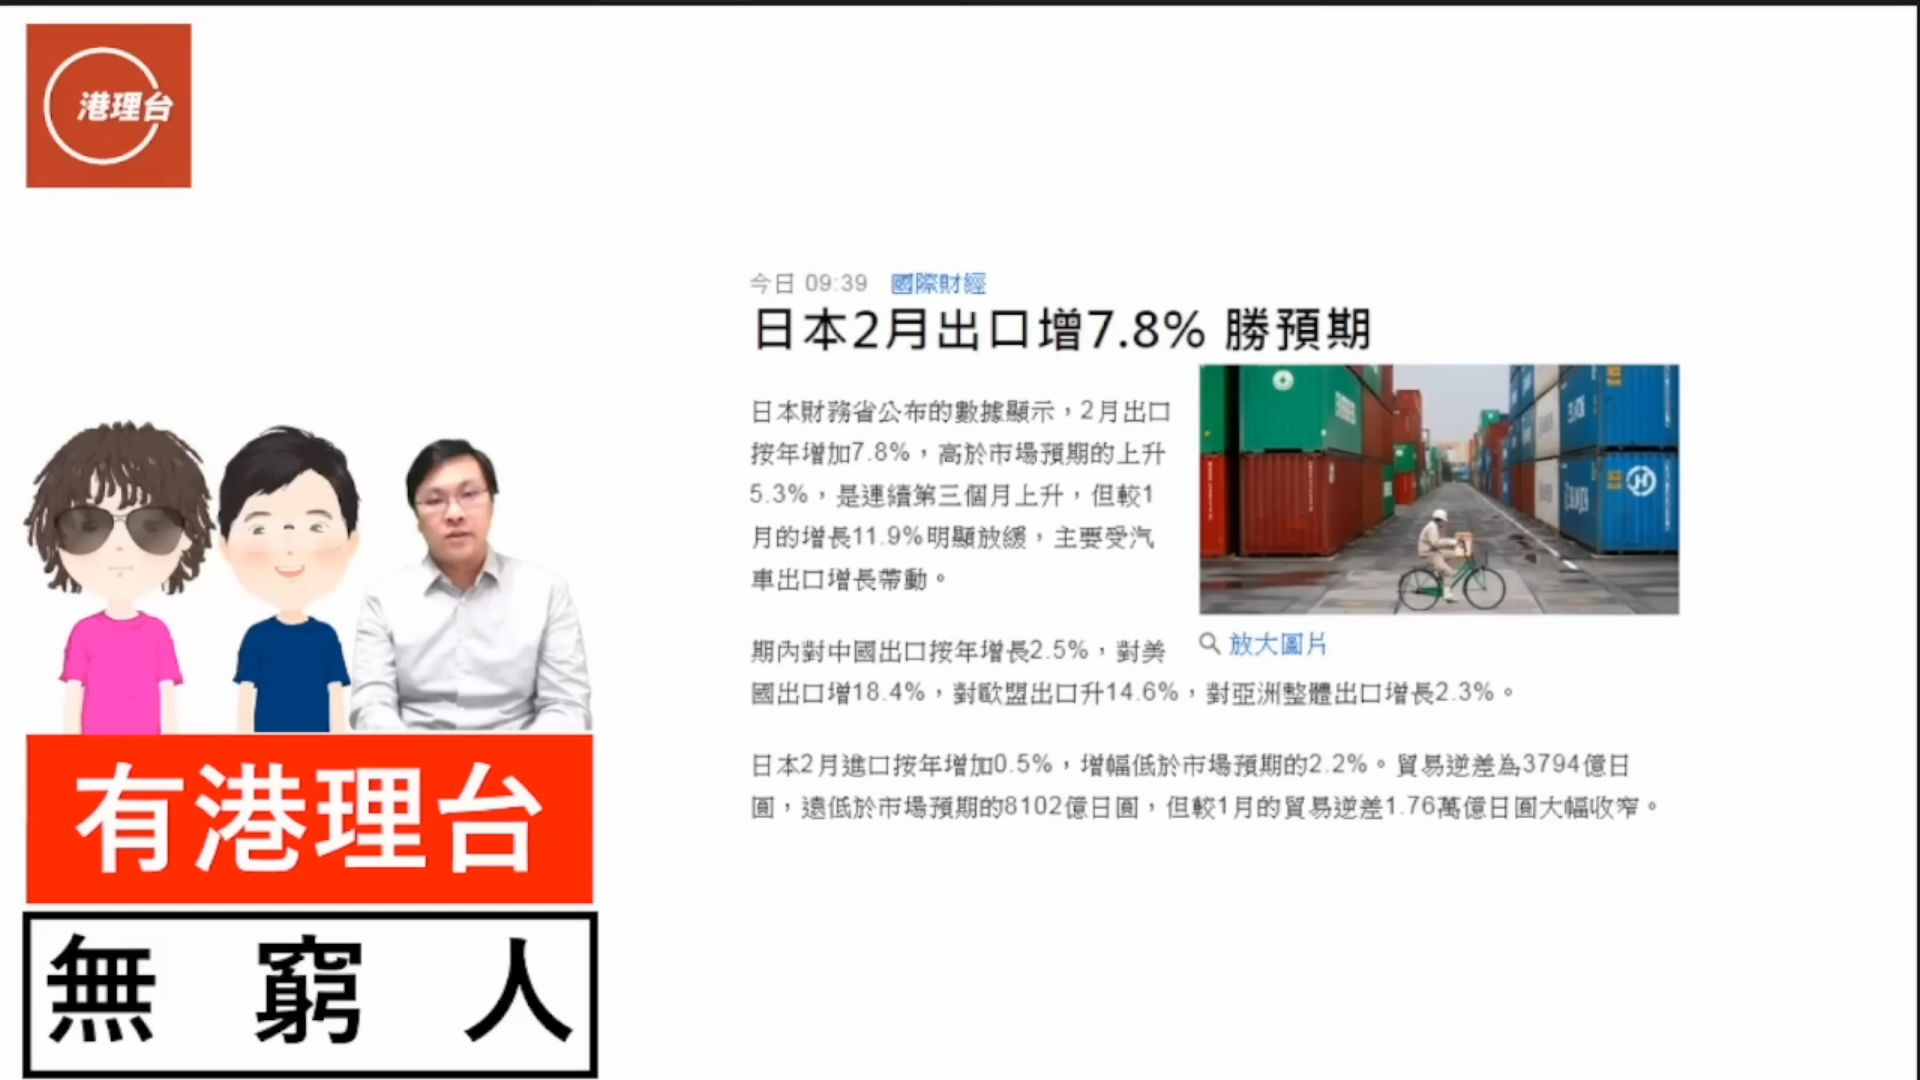 港理台
今日 09:39 國際財經
日本2月出口增7.8% 勝預期
日本財務省公布的數據顯示，2月出口
按年增加7.8%，高於市場預期的上升
5.3%，是連續第三個月上升，但較1
月的增長11.9%明顯放緩，主要受汽
車出口增長帶動。
放大圖片
期內對中國出口按年增長2.5%，對美
國出口增18.4%，對歐盟出口升14.6%，對亞洲整體出口增長2.3%。
日本2月進口按年增加0.5%，增幅低於市場預期的2.2%。貿易逆差為3794億日
圓，遠低於市場預期的8102億日圓，但較1月的貿易逆差1.76萬億日圓大幅收窄。
有港理台
無窮人